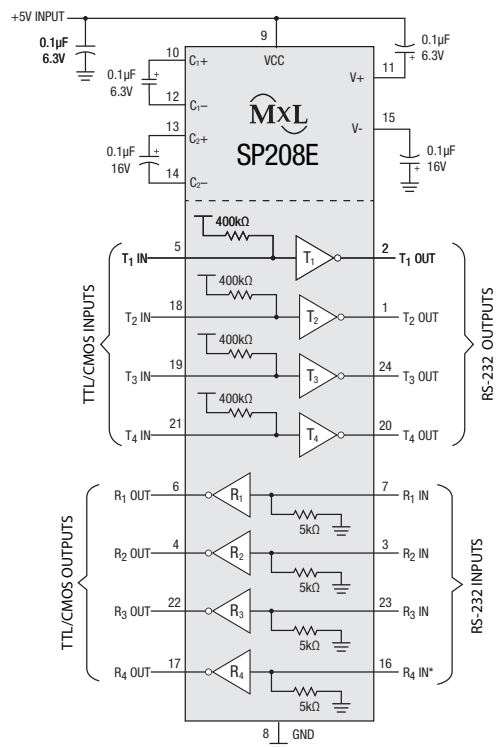 +5V INPUT
0.1µF
6.3V
9
VCC
0.1µF
6.3V
10
C1+
0.1µF
6.3V
12
C1–
V+
11
MxL
SP208E
13
C2+
0.1µF
16V
14
C2–
V-
15
0.1µF
16V
TTL/CMOS INPUTS
RS-232 OUTPUTS
400kΩ
T1 IN
5
T1
2
T1 OUT
400kΩ
T2 IN
18
T2
1
T2 OUT
400kΩ
T3 IN
19
T3
24
T3 OUT
400kΩ
T4 IN
21
T4
20
T4 OUT
TTL/CMOS OUTPUTS
RS-232 INPUTS
R1 OUT
6
R1
7
R1 IN
5kΩ
R2 OUT
4
R2
3
R2 IN
5kΩ
R3 OUT
22
R3
23
R3 IN
5kΩ
R4 OUT
17
R4
16
R4 IN*
5kΩ
8
GND